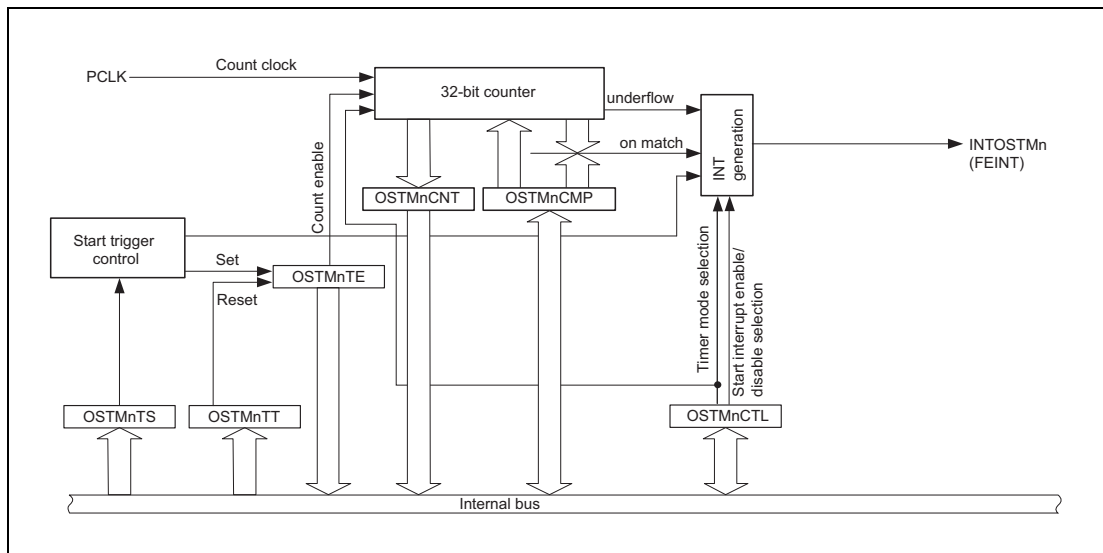 PCLK
Count clock
32-bit counter
underflow
on match
INT
generation
INTOSTMn
(FEINT)
Count enable
OSTMnCNT
OSTMnCMP
Start trigger
control
Set
OSTMnTE
Reset
Timer mode selection
Start interrupt enable/
disable selection
OSTMnTS
OSTMnTT
OSTMnCTL
Internal bus